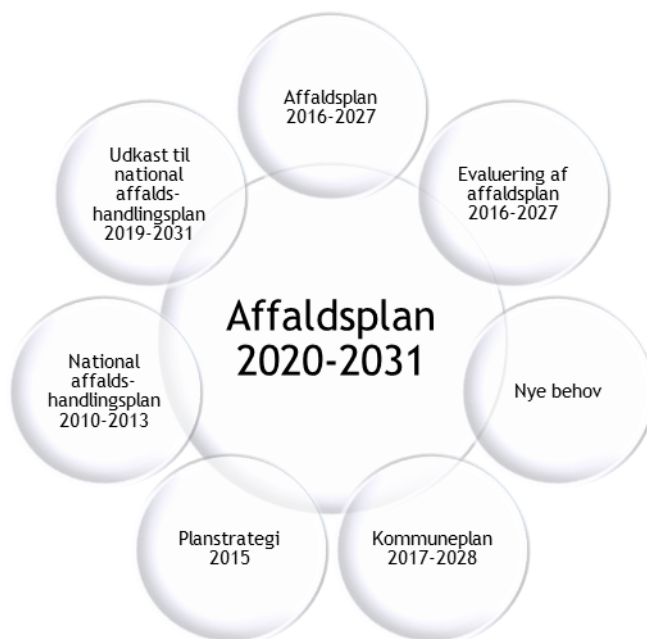 Affaldsplan
2016-2027
Evaluering af
affaldsplan
2016-2027
Nye behov
Kommuneplan
2017-2028
Planstrategi
2015
National
affalds-
handlingsplan
2010-2013
Udkast til
national
affalds-
handlingsplan
2019-2031
Affaldsplan
2020-2031